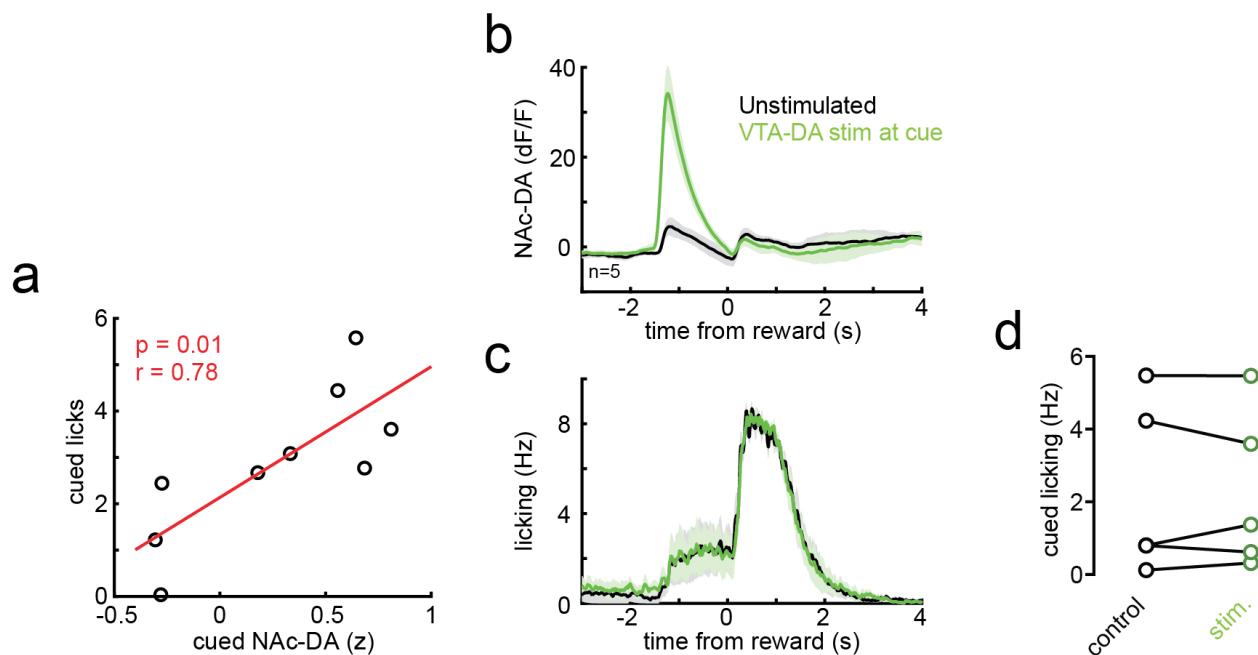 a
p = 0.01
r = 0.78
6
4
2
0
cued licks
-0.5
0
0.5
1
cued NAc-DA (z)
b
40
20
0
NAc-DA (dF/F)
Unstimulated
VTA-DA stim at cue
n=5
-2
0
2
4
time from reward (s)
c
8
4
0
licking (Hz)
-2
0
2
4
time from reward (s)
d
6
4
2
0
cued licking (Hz)
control
stim.